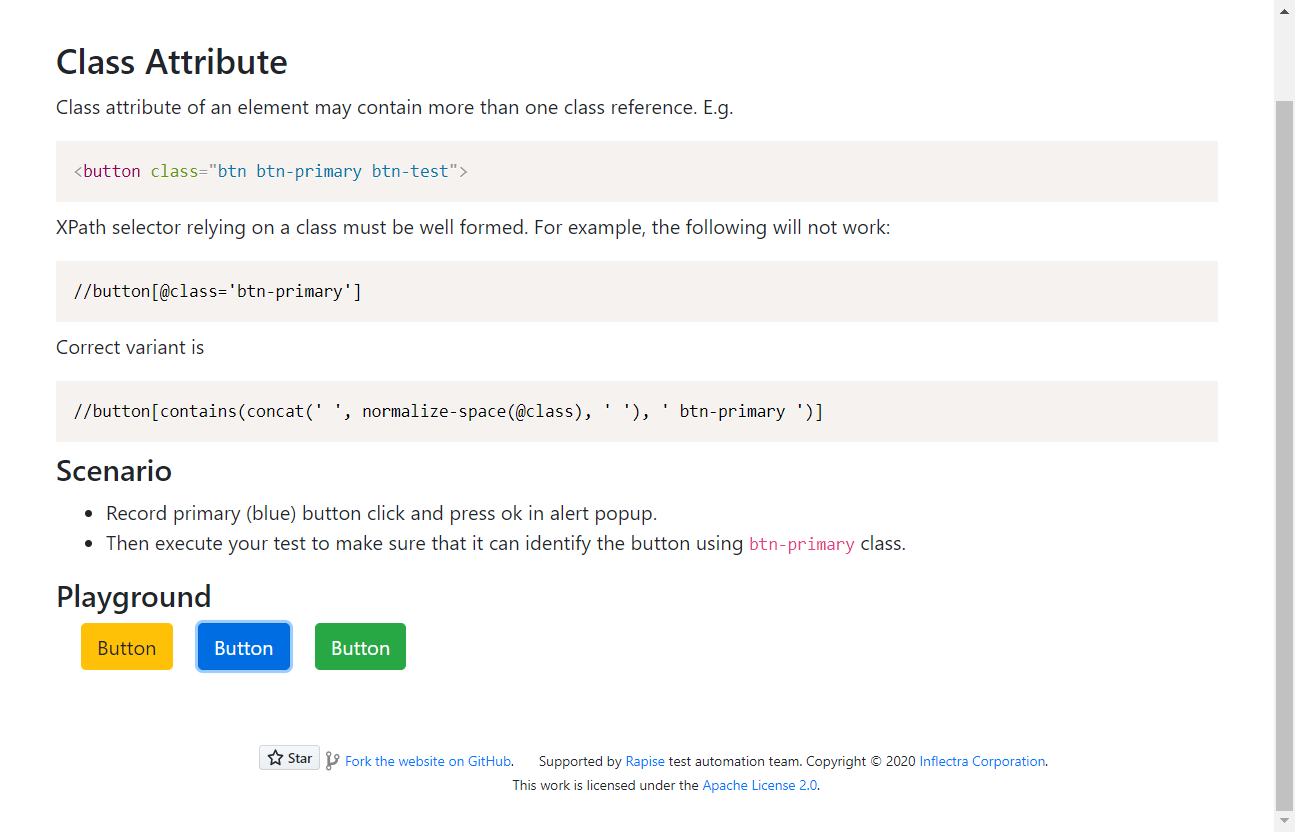 Class Attribute
Class attribute of an element may contain more than one class reference. E.g.
<button class="btn btn-primary btn-test">
XPath selector relying on a class must be well formed. For example, the following will not work:
//button[@class='btn-primary']
Correct variant is
//button[contains(concat(' ', normalize-space(@class), ' '), ' btn-primary ')]
Scenario
• Record primary (blue) button click and press ok in alert popup.
• Then execute your test to make sure that it can identify the button using btn-primary class.
Playground
Button Button Button
Star Fork the website on GitHub. Supported by Rapise test automation team. Copyright © 2020 Inflectra Corporation.
This work is licensed under the Apache License 2.0.